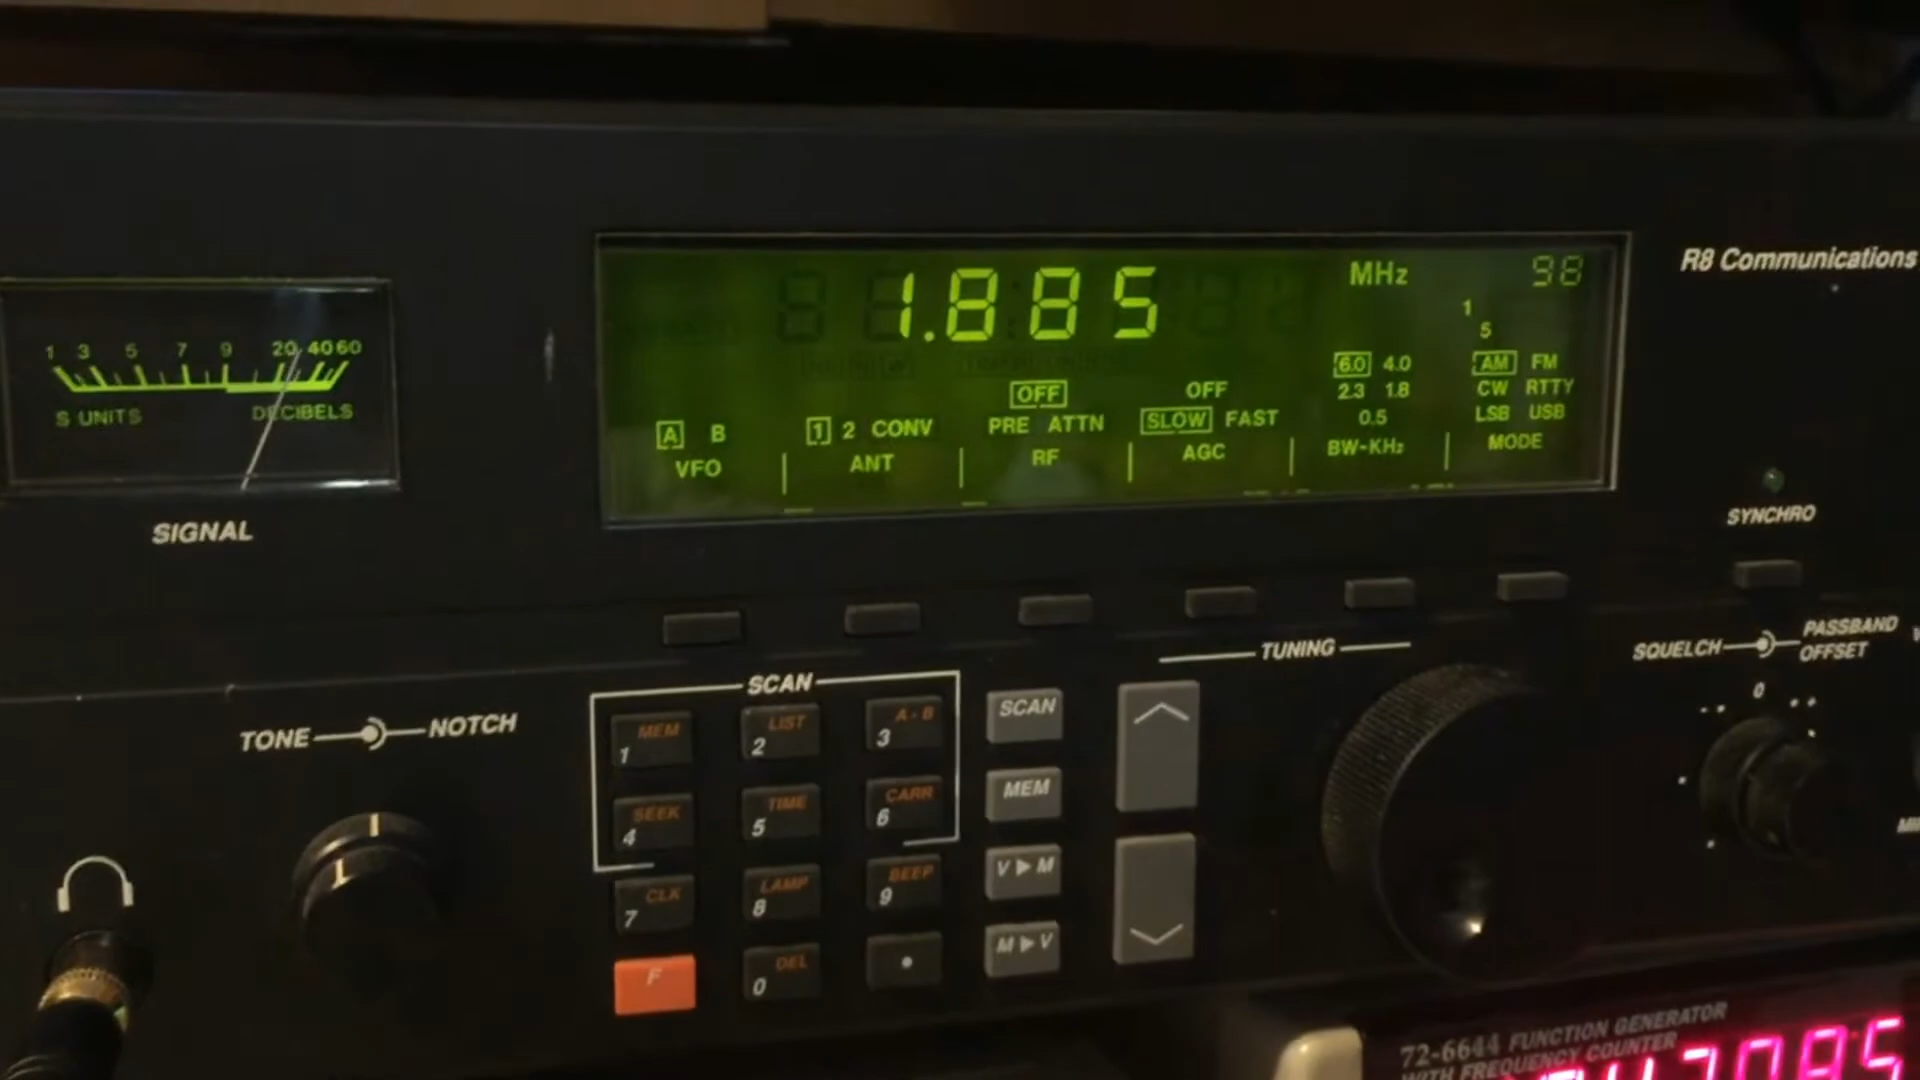 R8 Communications
1.885 MHz 98
1
5
1 3 5 7 9 20 40 60
S UNITS DECIBELS
SIGNAL
A B
VFO
1 2 CONV
ANT
OFF
PRE ATTN
RF
OFF
SLOW FAST
AGC
6.0 4.0
2.3 1.8
0.5
BW-KHz
AM FM
CW RTTY
LSB USB
MODE
SYNCHRO
TONE NOTCH
SCAN
MEM 1
LIST 2
A-B 3
SEEK 4
TIME 5
CARR 6
CLK 7
LAMP 8
BEEP 9
F
DEL 0
.
SCAN
MEM
V ▶ M
M ▶ V
TUNING
SQUELCH PASSBAND
OFFSET
0
72-6644 FUNCTION GENERATOR
WITH FREQUENCY COUNTER